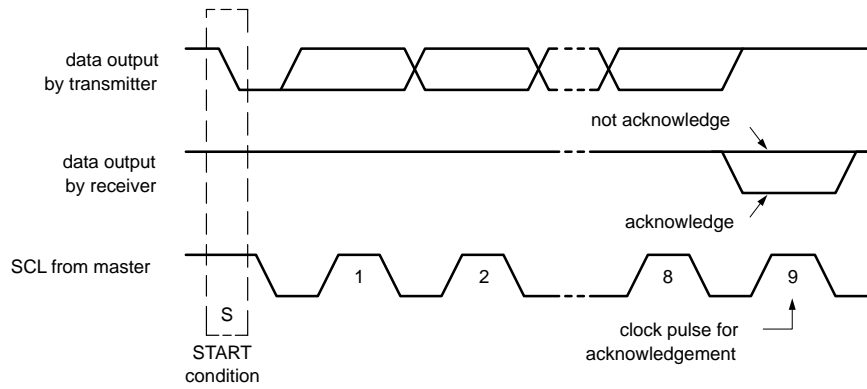 data output
by transmitter
not acknowledge
data output
by receiver
acknowledge
SCL from master
1
2
8
9
S
START
condition
clock pulse for
acknowledgement